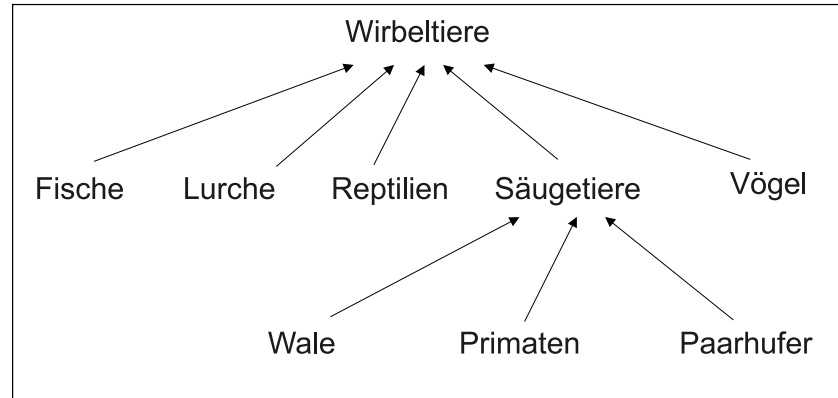 Wirbeltiere
Fische Lurche Reptilien Säugetiere Vögel
Wale Primaten Paarhufer